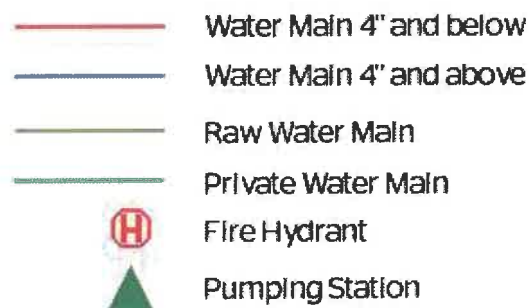 Water Main 4" and below
Water Main 4" and above
Raw Water Main
Private Water Main
H
Fire Hydrant
Pumping Station